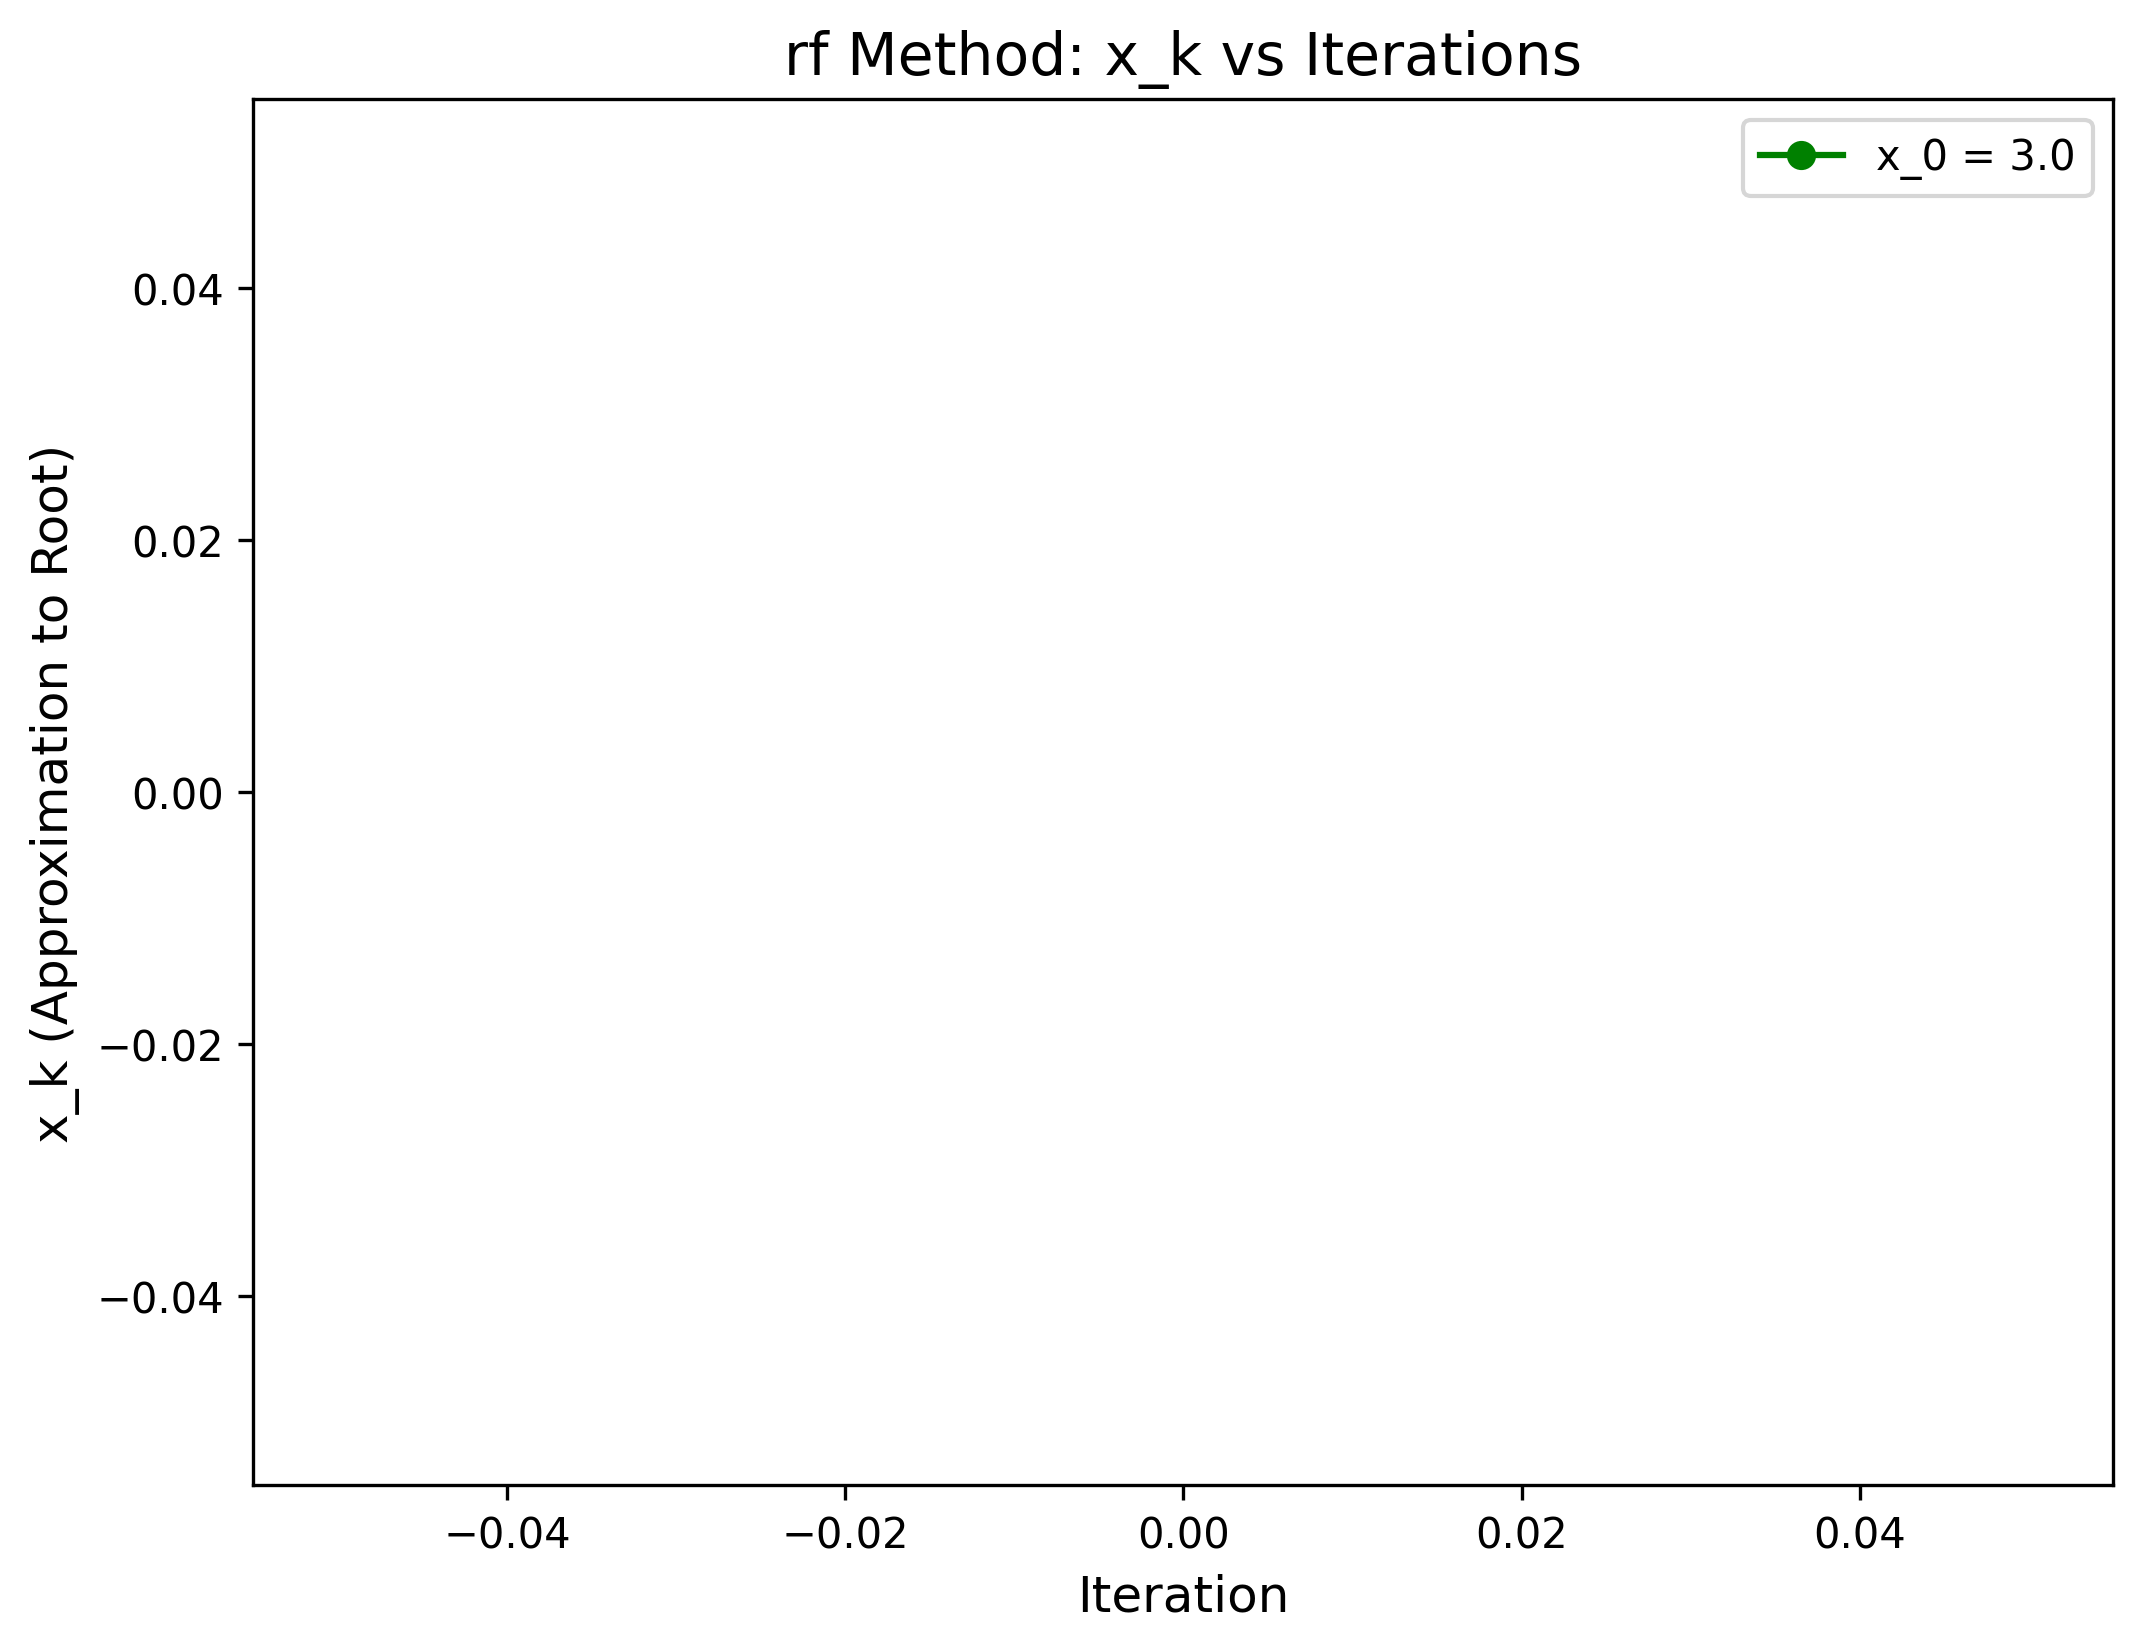 rf Method: x_k vs Iterations
x_0 = 3.0
x_k (Approximation to Root)
0.04
0.02
0.00
−0.02
−0.04
−0.04
−0.02
0.00
0.02
0.04
Iteration